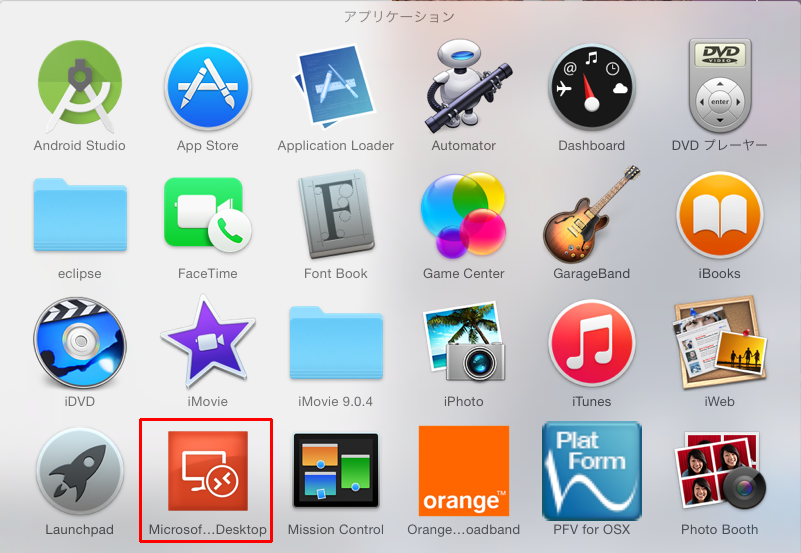 アプリケーション
DVD
VIDEO
enter
Android Studio
App Store
Application Loader
Automator
Dashboard
DVD プレーヤー
F
eclipse
FaceTime
Font Book
Game Center
GarageBand
iBooks
iDVD
iMovie
iMovie 9.0.4
iPhoto
iTunes
iWeb
orange™
Plat
Form
Launchpad
Microsof...Desktop
Mission Control
Orange...oadband
PFV for OSX
Photo Booth